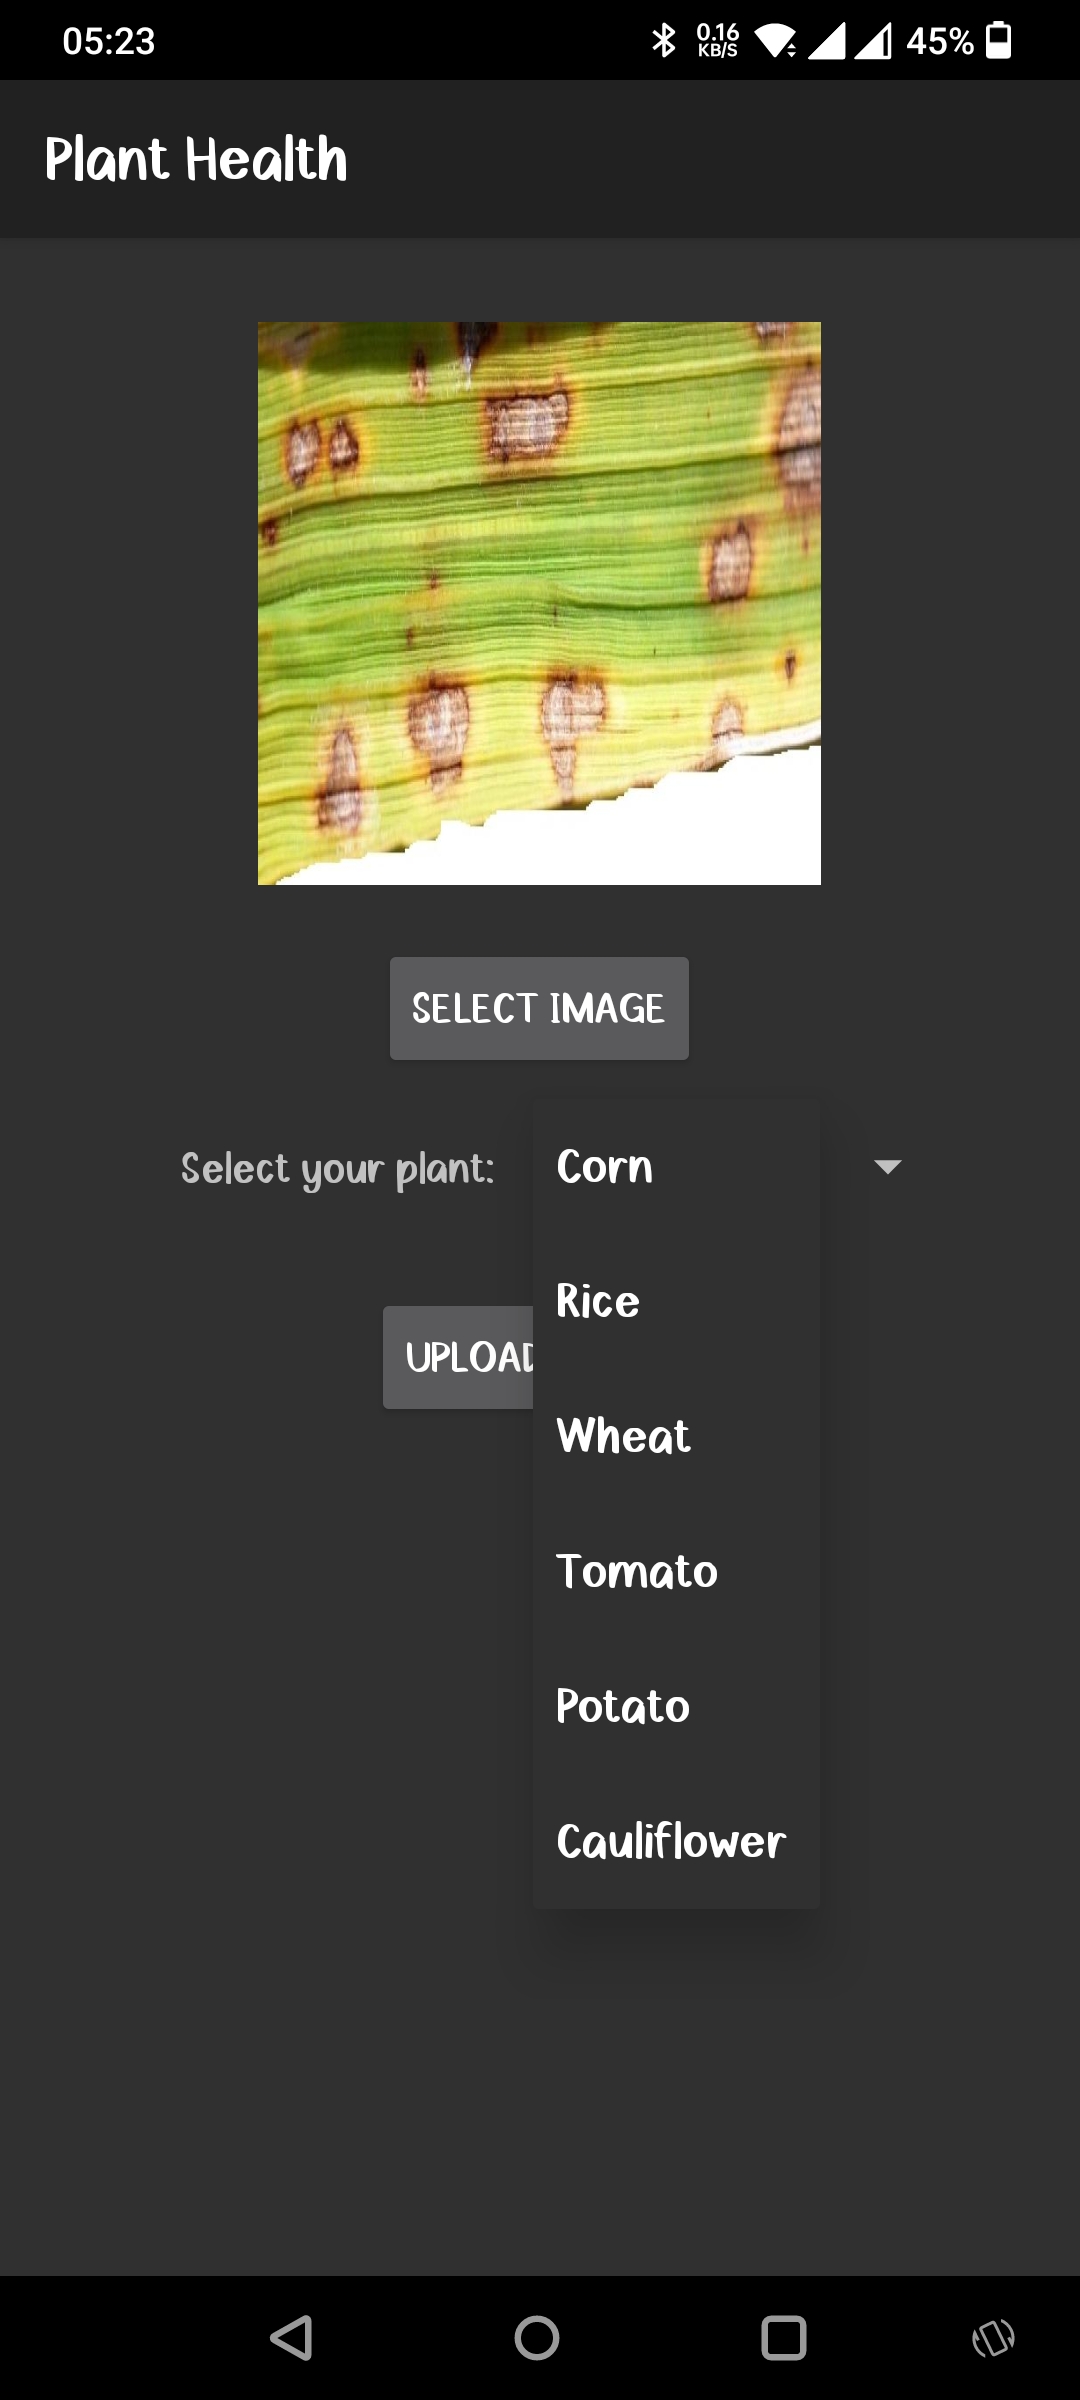 05:23
0.16
KB/S
45%
Plant Health
SELECT IMAGE
Select your plant:
Corn
Rice
UPLOAD
Wheat
Tomato
Potato
Cauliflower